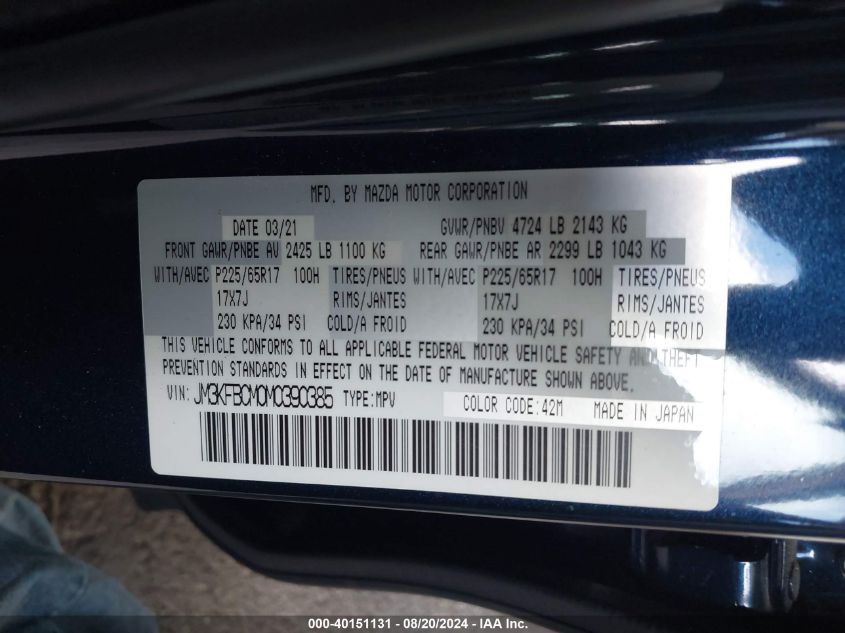 MFD. BY MAZDA MOTOR CORPORATION
DATE 03/21 GVWR/PNBV 4724 LB 2143 KG
FRONT GAWR/PNBE AV 2425 LB 1100 KG REAR GAWR/PNBE AR 2299 LB 1043 KG
WITH/AVEC P225/65R17 100H TIRES/PNEUS WITH/AVEC P225/65R17 100H TIRES/PNEUS
17X7J RIMS/JANTES 17X7J RIMS/JANTES
230 KPA/34 PSI COLD/A FROID 230 KPA/34 PSI COLD/A FROID
THIS VEHICLE CONFORMS TO ALL APPLICABLE FEDERAL MOTOR VEHICLE SAFETY AND THEFT
PREVENTION STANDARDS IN EFFECT ON THE DATE OF MANUFACTURE SHOWN ABOVE.
VIN: JM3KFBCM0M0390385 TYPE:MPV COLOR CODE:42M MADE IN JAPAN
000-40151131 - 08/20/2024 - IAA Inc.